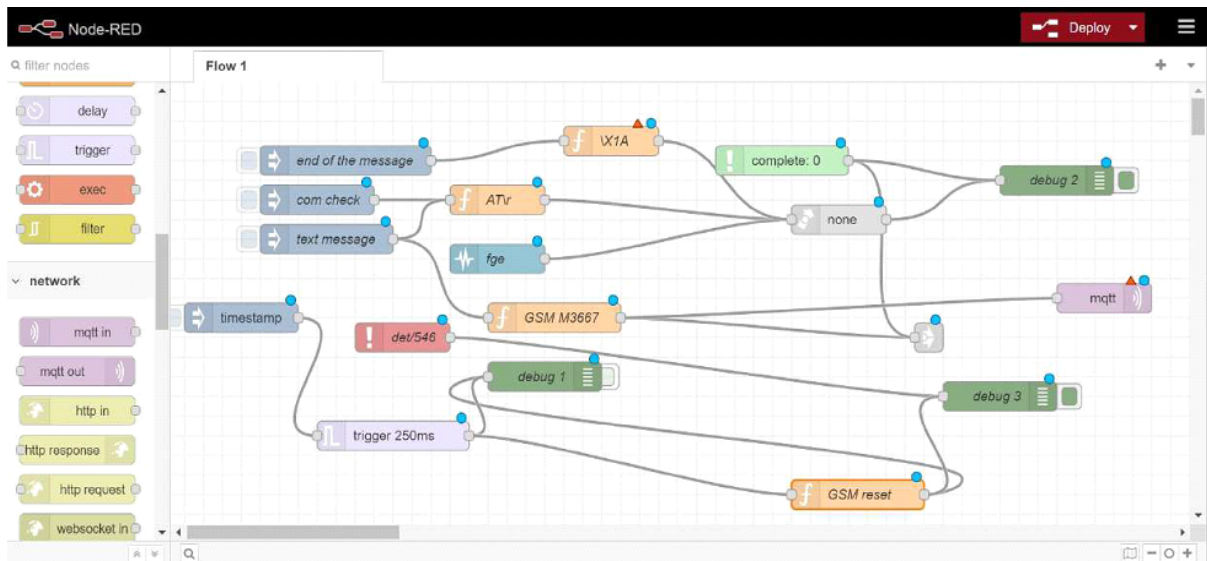 Node-RED
Deploy
filter nodes
Flow 1
delay
trigger
exec
filter
network
mqtt in
mqtt out
http in
http response
http request
websocket in
end of the message
\X1A
complete: 0
debug 2
com check
AT\r
none
text message
fge
mqtt
timestamp
GSM M3667
det/546
debug 1
debug 3
trigger 250ms
GSM reset